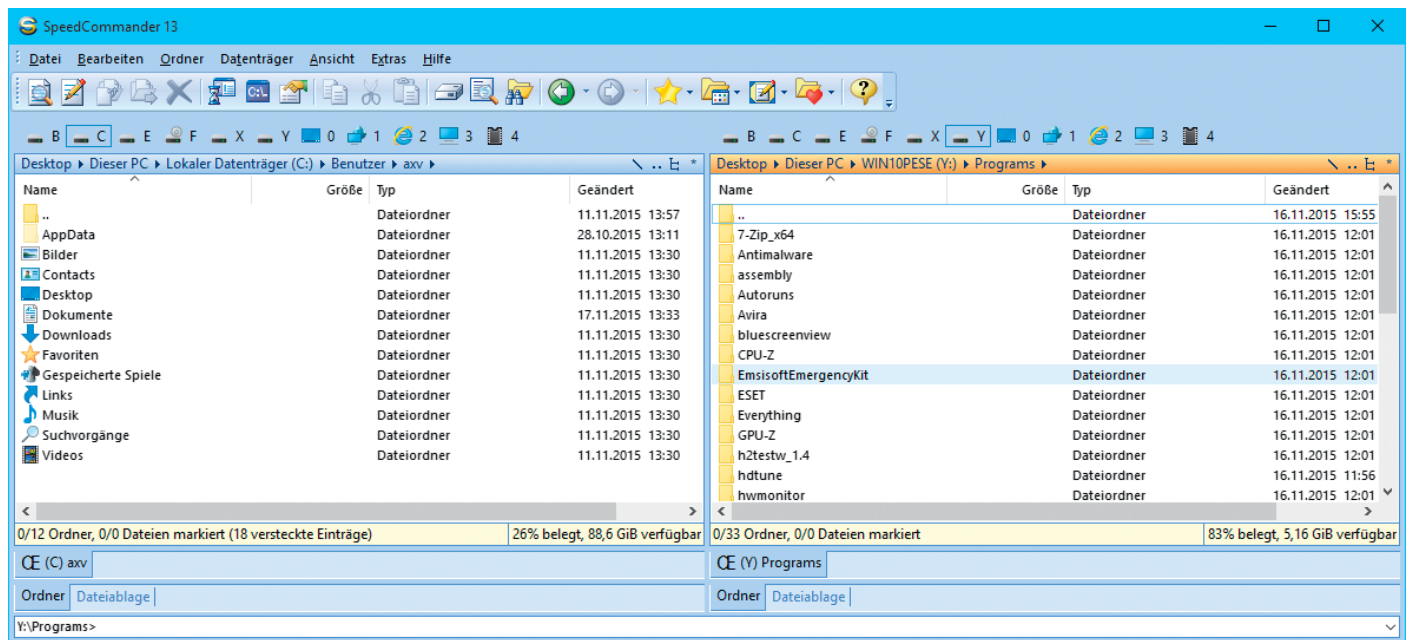 SpeedCommander 13
Datei Bearbeiten Ordner Datenträger Ansicht Extras Hilfe
C:\.
B C E F X Y 0 1 2 3 4
B C E F X Y 0 1 2 3 4
Desktop Dieser PC Lokaler Datenträger (C:) Benutzer axv \ .. *
Name Größe Typ Geändert
.. Dateiordner 11.11.2015 13:57
AppData Dateiordner 28.10.2015 13:11
Bilder Dateiordner 11.11.2015 13:30
Contacts Dateiordner 11.11.2015 13:30
Desktop Dateiordner 11.11.2015 13:30
Dokumente Dateiordner 17.11.2015 13:33
Downloads Dateiordner 11.11.2015 13:30
Favoriten Dateiordner 11.11.2015 13:30
Gespeicherte Spiele Dateiordner 11.11.2015 13:30
Links Dateiordner 11.11.2015 13:30
Musik Dateiordner 11.11.2015 13:30
Suchvorgänge Dateiordner 11.11.2015 13:30
Videos Dateiordner 11.11.2015 13:30
0/12 Ordner, 0/0 Dateien markiert (18 versteckte Einträge) 26% belegt, 88,6 GiB verfügbar
Œ (C) axv
Ordner Dateiablage
Desktop Dieser PC WIN10PESE (Y:) Programs \ .. *
Name Größe Typ Geändert
.. Dateiordner 16.11.2015 15:55
7-Zip_x64 Dateiordner 16.11.2015 12:01
Antimalware Dateiordner 16.11.2015 12:01
assembly Dateiordner 16.11.2015 12:01
Autoruns Dateiordner 16.11.2015 12:01
Avira Dateiordner 16.11.2015 12:01
bluescreenview Dateiordner 16.11.2015 12:01
CPU-Z Dateiordner 16.11.2015 12:01
EmsisoftEmergencyKit Dateiordner 16.11.2015 12:01
ESET Dateiordner 16.11.2015 12:01
Everything Dateiordner 16.11.2015 12:01
GPU-Z Dateiordner 16.11.2015 12:01
h2testw_1.4 Dateiordner 16.11.2015 12:01
hdtune Dateiordner 16.11.2015 11:56
hwmonitor Dateiordner 16.11.2015 12:01
0/33 Ordner, 0/0 Dateien markiert 83% belegt, 5,16 GiB verfügbar
Œ (Y) Programs
Ordner Dateiablage
Y:\Programs>